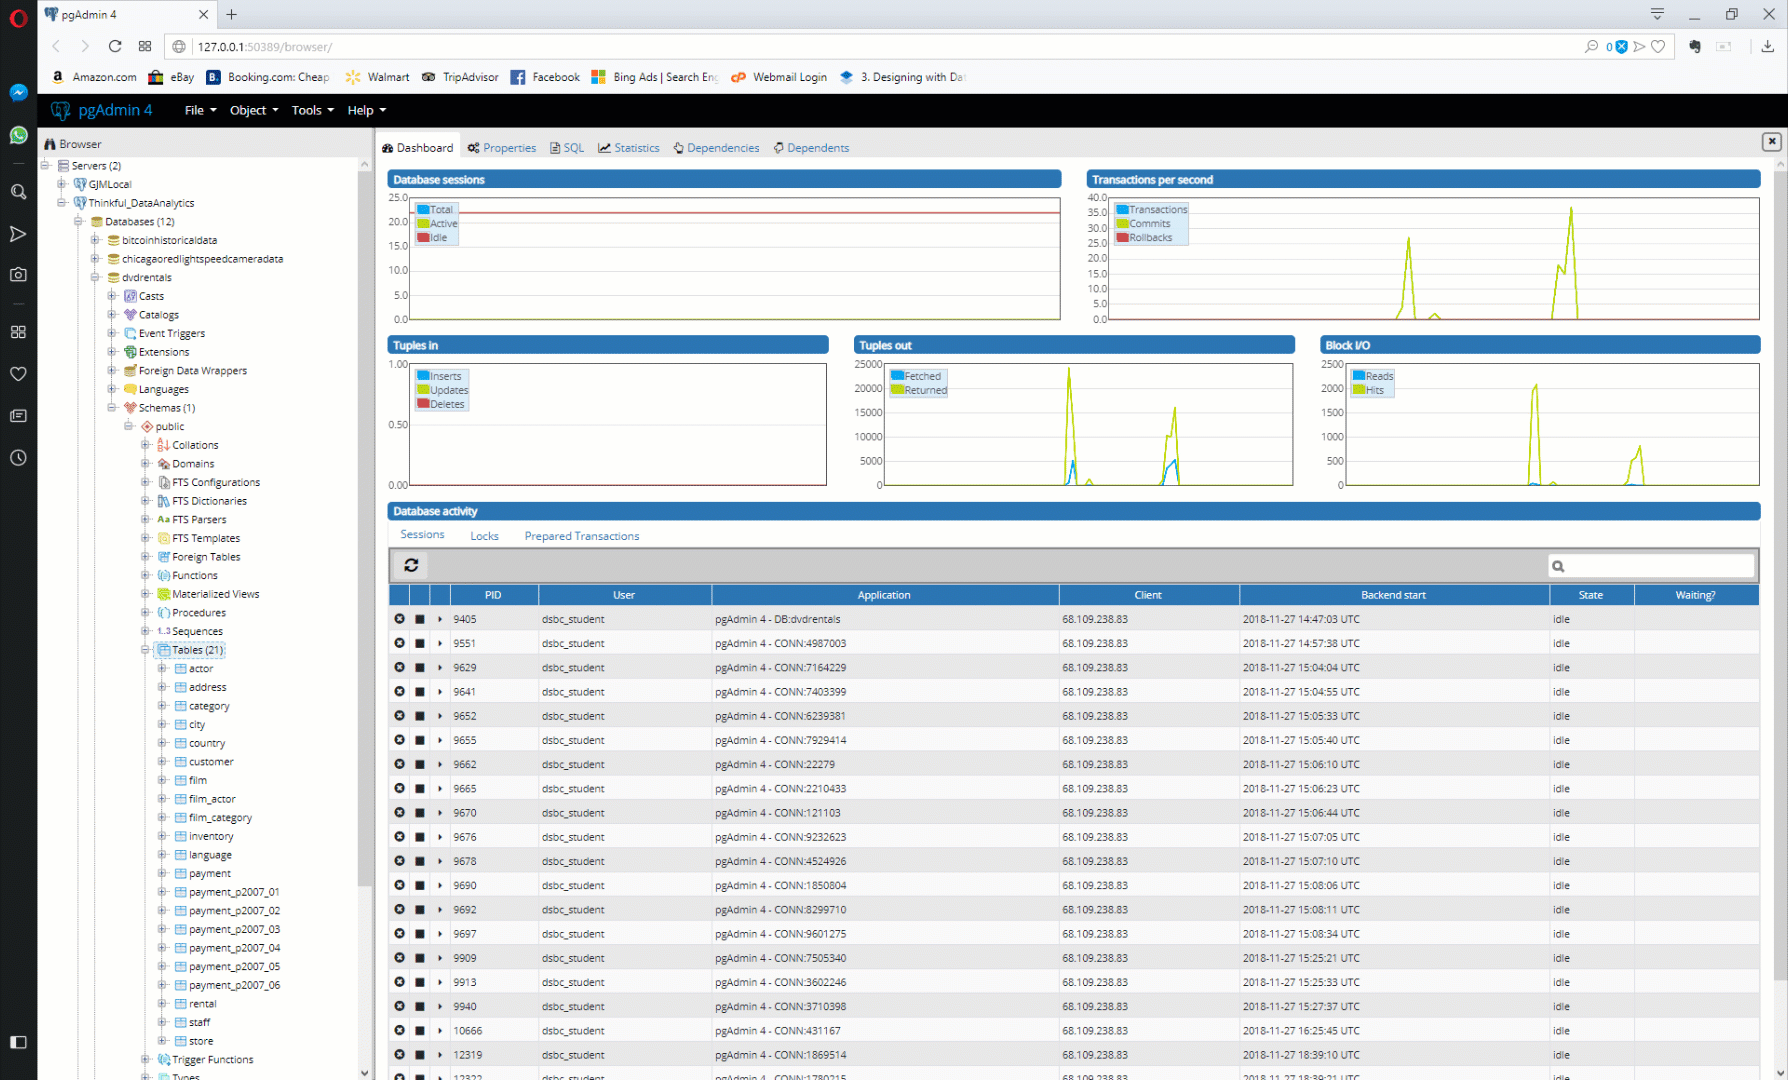 pgAdmin 4
127.0.0.1:50389/browser/
0
Amazon.com
eBay
Booking.com: Cheap
Walmart
TripAdvisor
Facebook
Bing Ads | Search Eng
Webmail Login
3. Designing with Dat
pgAdmin 4
File
Object
Tools
Help
Browser
Servers (2)
GJMLocal
Thinkful_DataAnalytics
Databases (12)
bitcoinhistoricaldata
chicagaoredlightspeedcameradata
dvdrentals
Casts
Catalogs
Event Triggers
Extensions
Foreign Data Wrappers
Languages
Schemas (1)
public
Collations
Domains
FTS Configurations
FTS Dictionaries
Aa FTS Parsers
FTS Templates
Foreign Tables
Functions
Materialized Views
Procedures
1..3 Sequences
Tables (21)
actor
address
category
city
country
customer
film
film_actor
film_category
inventory
language
payment
payment_p2007_01
payment_p2007_02
payment_p2007_03
payment_p2007_04
payment_p2007_05
payment_p2007_06
rental
staff
store
Trigger Functions
Types
Dashboard
Properties
SQL
Statistics
Dependencies
Dependents
Database sessions
25.0
20.0
15.0
10.0
5.0
0.0
Total
Active
Idle
Transactions per second
40.0
35.0
30.0
25.0
20.0
15.0
10.0
5.0
0.0
Transactions
Commits
Rollbacks
Tuples in
1.00
0.50
0.00
Inserts
Updates
Deletes
Tuples out
25000
20000
15000
10000
5000
0
Fetched
Returned
Block I/O
2500
2000
1500
1000
500
0
Reads
Hits
Database activity
Sessions
Locks
Prepared Transactions
PID User Application Client Backend start State Waiting?
9405 dsbc_student pgAdmin 4 - DB:dvdrentals 68.109.238.83 2018-11-27 14:47:03 UTC idle
9551 dsbc_student pgAdmin 4 - CONN:4987003 68.109.238.83 2018-11-27 14:57:38 UTC idle
9629 dsbc_student pgAdmin 4 - CONN:7164229 68.109.238.83 2018-11-27 15:04:04 UTC idle
9641 dsbc_student pgAdmin 4 - CONN:7403399 68.109.238.83 2018-11-27 15:04:55 UTC idle
9652 dsbc_student pgAdmin 4 - CONN:6239381 68.109.238.83 2018-11-27 15:05:33 UTC idle
9655 dsbc_student pgAdmin 4 - CONN:7929414 68.109.238.83 2018-11-27 15:05:40 UTC idle
9662 dsbc_student pgAdmin 4 - CONN:22279 68.109.238.83 2018-11-27 15:06:10 UTC idle
9665 dsbc_student pgAdmin 4 - CONN:2210433 68.109.238.83 2018-11-27 15:06:23 UTC idle
9670 dsbc_student pgAdmin 4 - CONN:121103 68.109.238.83 2018-11-27 15:06:44 UTC idle
9676 dsbc_student pgAdmin 4 - CONN:9232623 68.109.238.83 2018-11-27 15:07:05 UTC idle
9678 dsbc_student pgAdmin 4 - CONN:4524926 68.109.238.83 2018-11-27 15:07:10 UTC idle
9690 dsbc_student pgAdmin 4 - CONN:1850804 68.109.238.83 2018-11-27 15:08:06 UTC idle
9692 dsbc_student pgAdmin 4 - CONN:8299710 68.109.238.83 2018-11-27 15:08:11 UTC idle
9697 dsbc_student pgAdmin 4 - CONN:9601275 68.109.238.83 2018-11-27 15:08:34 UTC idle
9909 dsbc_student pgAdmin 4 - CONN:7505340 68.109.238.83 2018-11-27 15:25:21 UTC idle
9913 dsbc_student pgAdmin 4 - CONN:3602246 68.109.238.83 2018-11-27 15:25:33 UTC idle
9940 dsbc_student pgAdmin 4 - CONN:3710398 68.109.238.83 2018-11-27 15:27:37 UTC idle
10666 dsbc_student pgAdmin 4 - CONN:431167 68.109.238.83 2018-11-27 16:25:45 UTC idle
12319 dsbc_student pgAdmin 4 - CONN:1869514 68.109.238.83 2018-11-27 18:39:10 UTC idle
12322 dsbc_student pgAdmin 4 - CONN:1780215 68.109.238.83 2018-11-27 18:39:21 UTC idle